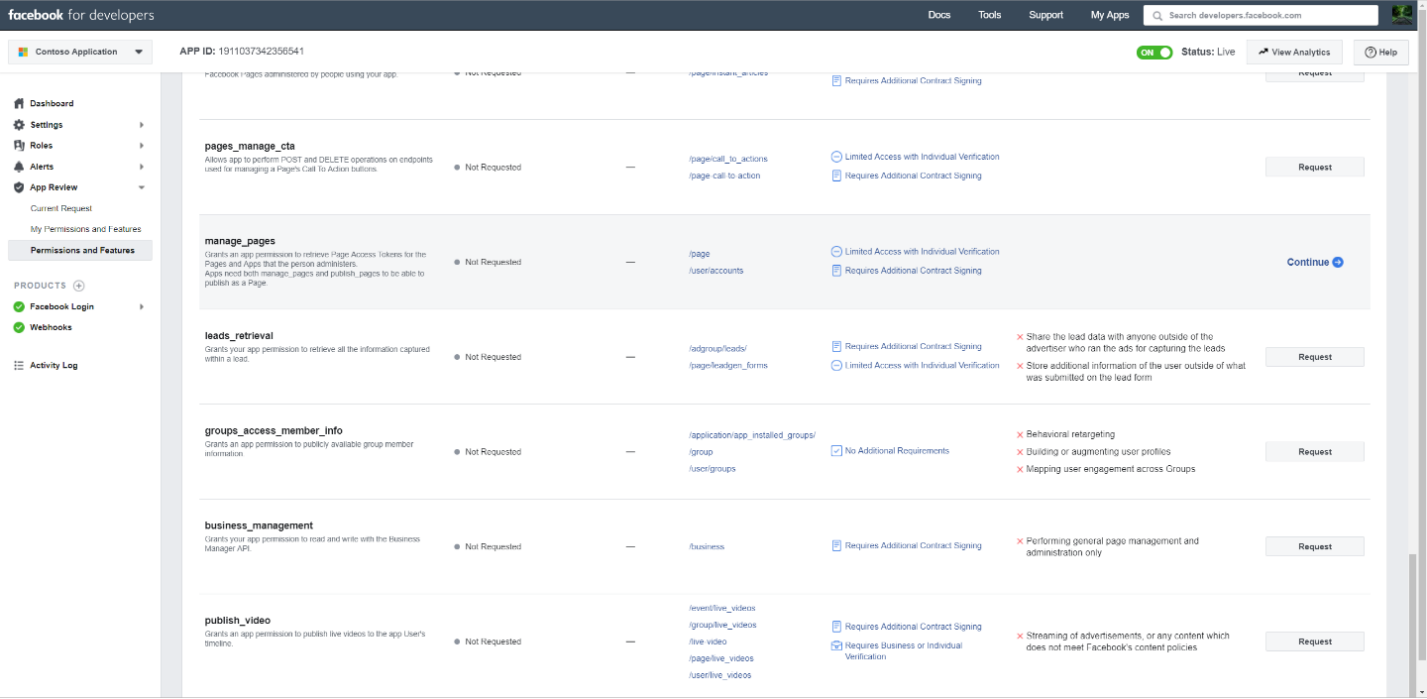 facebook for developers
Docs
Tools
Support
My Apps
Search developers.facebook.com
Contoso Application
APP ID: 1911037342356541
ON
Status: Live
View Analytics
Help
Dashboard
Settings
Roles
Alerts
App Review
Current Request
My Permissions and Features
Permissions and Features
PRODUCTS
Facebook Login
Webhooks
Activity Log
Facebook Pages administered by people using your app.
Not Requested
—
/page/instant_articles
Requires Additional Contract Signing
Request
pages_manage_cta
Allows app to perform POST and DELETE operations on endpoints
used for managing a Page's Call To Action buttons.
Not Requested
—
/page/call_to_actions
/page-call-to-action
Limited Access with Individual Verification
Requires Additional Contract Signing
Request
manage_pages
Grants an app permission to retrieve Page Access Tokens for the
Pages and Apps that the person administers.
Apps need both manage_pages and publish_pages to be able to
publish as a Page.
Not Requested
—
/page
/user/accounts
Limited Access with Individual Verification
Requires Additional Contract Signing
Continue
leads_retrieval
Grants your app permission to retrieve all the information captured
within a lead.
Not Requested
—
/adgroup/leads/
/page/leadgen_forms
Requires Additional Contract Signing
Limited Access with Individual Verification
Share the lead data with anyone outside of the
advertiser who ran the ads for capturing the leads
Store additional information of the user outside of what
was submitted on the lead form
Request
groups_access_member_info
Grants an app permission to publicly available group member
information.
Not Requested
—
/application/app_installed_groups/
/group
/user/groups
No Additional Requirements
Behavioral retargeting
Building or augmenting user profiles
Mapping user engagement across Groups
Request
business_management
Grants your app permission to read and write with the Business
Manager API.
Not Requested
—
/business
Requires Additional Contract Signing
Performing general page management and
administration only
Request
publish_video
Grants an app permission to publish live videos to the app User's
timeline.
Not Requested
—
/event/live_videos
/group/live_videos
/live-video
/page/live_videos
/user/live_videos
Requires Additional Contract Signing
Requires Business or Individual
Verification
Streaming of advertisements, or any content which
does not meet Facebook's content policies
Request